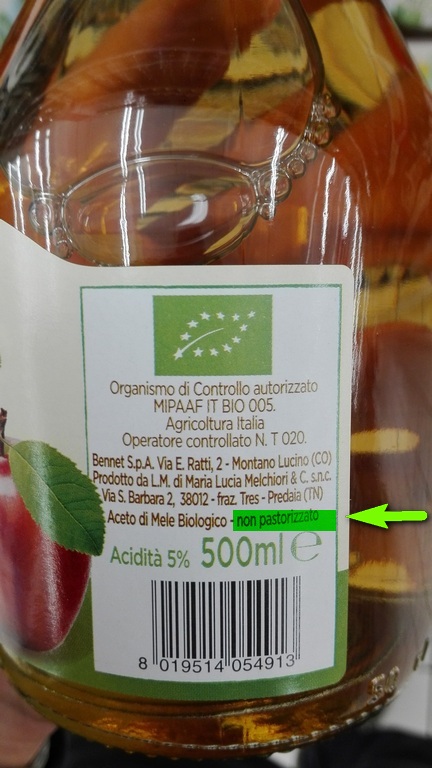 Organismo di Controllo autorizzato
MIPAAF IT BIO 005.
Agricoltura Italia
Operatore controllato N. T 020.
Bennet S.p.A. Via E. Ratti, 2 - Montano Lucino (CO)
Prodotto da L.M. di Maria Lucia Melchiori & C. s.n.c.
Via S. Barbara 2, 38012 - fraz. Tres - Predaia (TN)
Aceto di Mele Biologico - non pastorizzato
Acidità 5% 500ml e
8 019514 054913